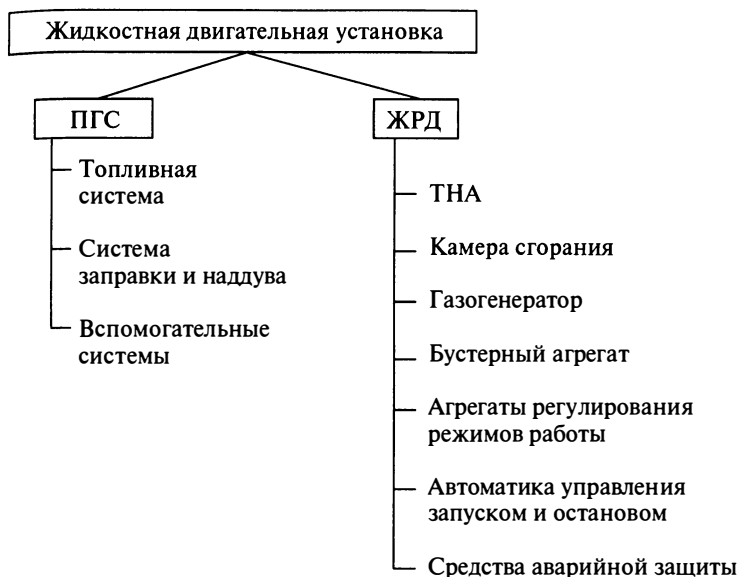 Жидкостная двигательная установка
ПГС
Топливная
система
Система
заправки и наддува
Вспомогательные
системы
ЖРД
ТНА
Камера сгорания
Газогенератор
Бустерный агрегат
Агрегаты регулирования
режимов работы
Автоматика управления
запуском и остановом
Средства аварийной защиты